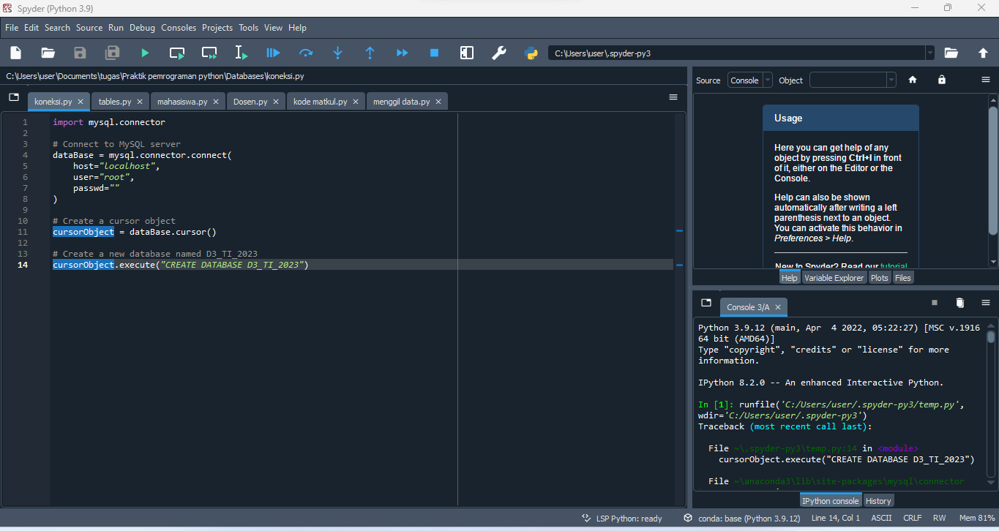 Spyder (Python 3.9)
File Edit Search Source Run Debug Consoles Projects Tools View Help
C:\Users\user\.spyder-py3
C:\Users\user\Documents\tugas\Praktik pemrograman python\Databases\koneksi.py
koneksi.py tables.py mahasiswa.py Dosen.py kode matkul.py menggil data.py
1 import mysql.connector
2
3 # Connect to MySQL server
4 dataBase = mysql.connector.connect(
5 host="localhost",
6 user="root",
7 passwd=""
8 )
9
10 # Create a cursor object
11 cursorObject = dataBase.cursor()
12
13 # Create a new database named D3_TI_2023
14 cursorObject.execute("CREATE DATABASE D3_TI_2023")
Source Console Object
Usage
Here you can get help of any
object by pressing Ctrl+I in front
of it, either on the Editor or the
Console.
Help can also be shown
automatically after writing a left
parenthesis next to an object.
You can activate this behavior in
Preferences > Help.
New to Spyder? Read our tutorial
Help Variable Explorer Plots Files
Console 3/A
Python 3.9.12 (main, Apr 4 2022, 05:22:27) [MSC v.1916
64 bit (AMD64)]
Type "copyright", "credits" or "license" for more
information.
IPython 8.2.0 -- An enhanced Interactive Python.
In [1]: runfile('C:/Users/user/.spyder-py3/temp.py',
wdir='C:/Users/user/.spyder-py3')
Traceback (most recent call last):
File ~\.spyder-py3\temp.py:14 in <module>
cursorObject.execute("CREATE DATABASE D3_TI_2023")
File ~\anaconda3\lib\site-packages\mysql\connector
IPython console History
LSP Python: ready conda: base (Python 3.9.12) Line 14, Col 1 ASCII CRLF RW Mem 81%